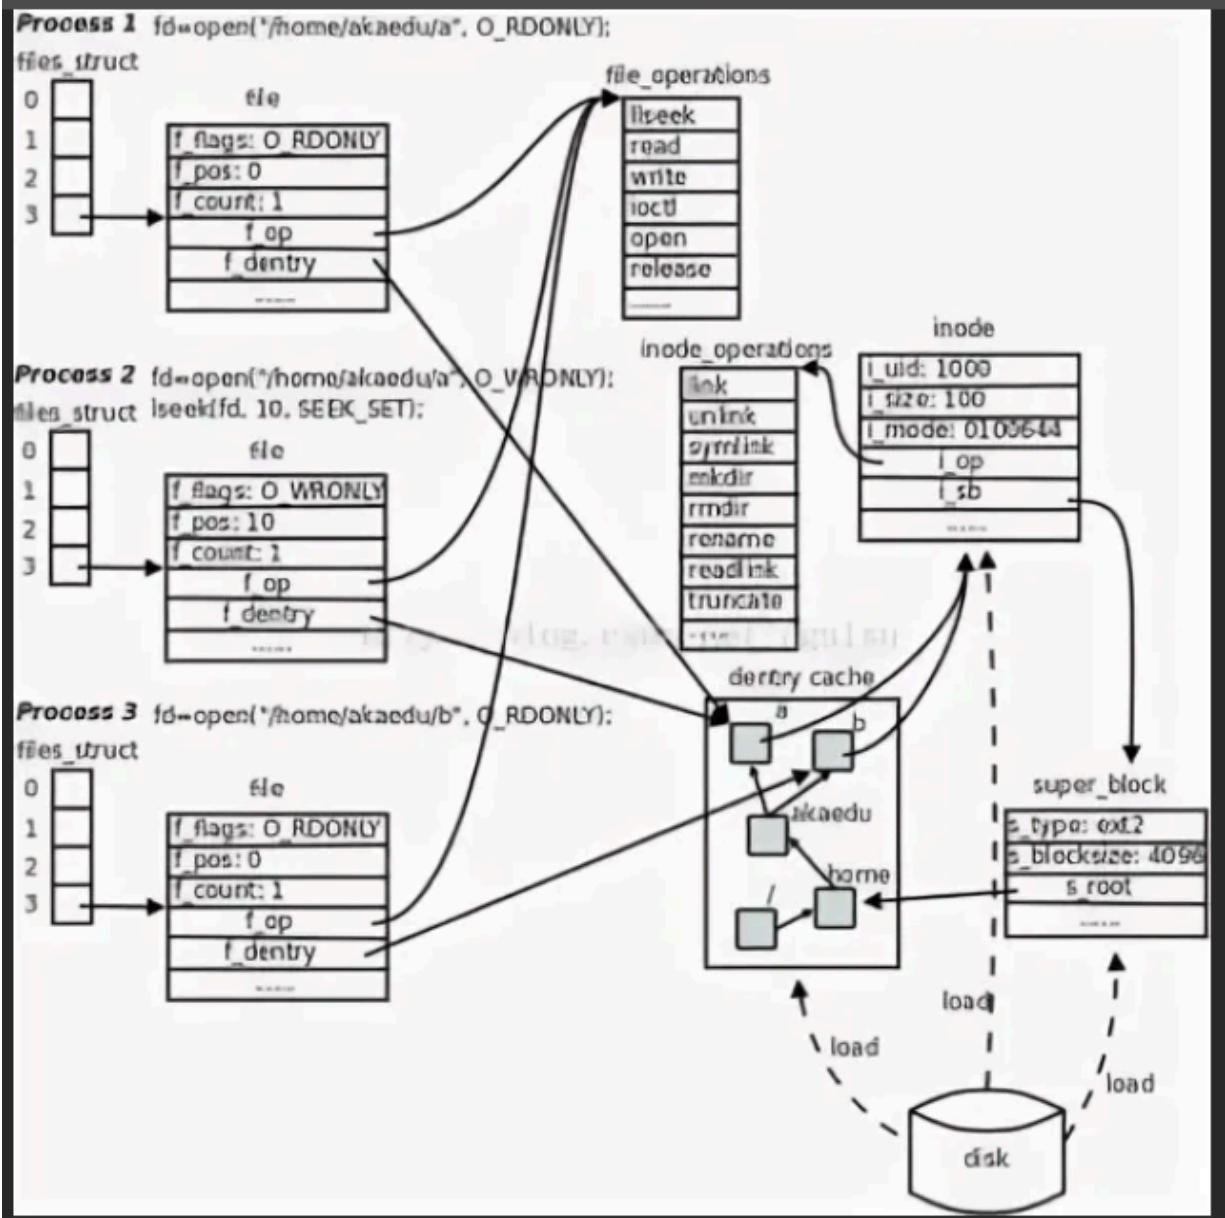 Process 1 fd=open("/home/akaedu/a", O_RDONLY);
files_struct
0
1
2
3
file
f_flags: O_RDONLY
f_pos: 0
f_count: 1
f_op
f_dentry
......
file_operations
llseek
read
write
ioctl
open
release
......
Process 2 fd=open("/home/akaedu/a", O_WRONLY);
files_struct lseek(fd, 10, SEEK_SET);
0
1
2
3
file
f_flags: O_WRONLY
f_pos: 10
f_count: 1
f_op
f_dentry
......
inode_operations
link
unlink
symlink
mkdir
rmdir
rename
readlink
truncate
......
inode
i_uid: 1000
i_size: 100
i_mode: 0100644
i_op
i_sb
......
Process 3 fd=open("/home/akaedu/b", O_RDONLY);
files_struct
0
1
2
3
file
f_flags: O_RDONLY
f_pos: 0
f_count: 1
f_op
f_dentry
......
dentry cache
a
b
akaedu
home
/
super_block
s_type: ext2
s_blocksize: 4096
s_root
......
load
load
load
disk